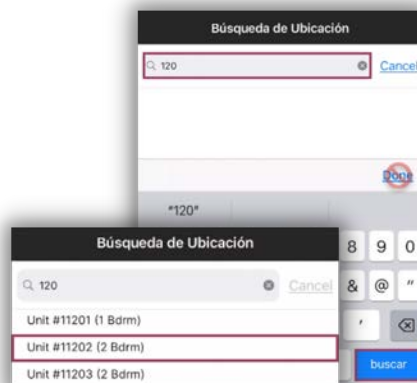 Búsqueda de Ubicación
120
Cancel
Done
"120"
8 9 0
& @ "
'
buscar
Búsqueda de Ubicación
120
Cancel
Unit #11201 (1 Bdrm)
Unit #11202 (2 Bdrm)
Unit #11203 (2 Bdrm)